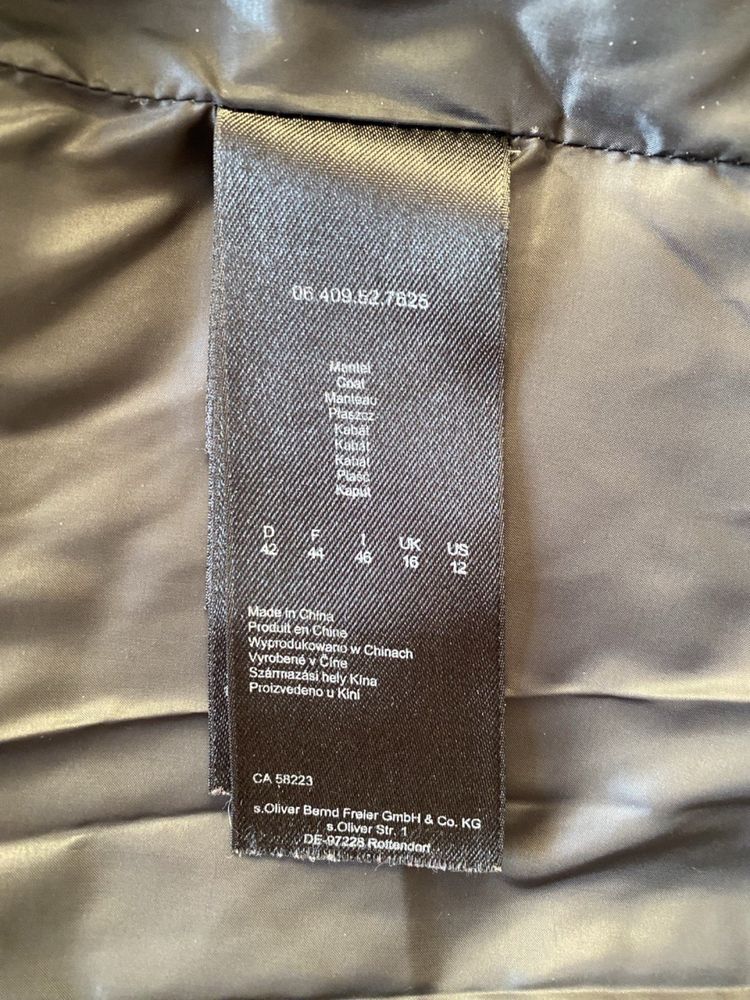 06.409.52.7625
Mantel
Coat
Manteau
Płaszcz
Kabát
Kabát
Kabát
Plašč
Kaput
D F I UK US
42 44 46 16 12
Made in China
Produit en Chine
Wyprodukowano w Chinach
Vyrobené v Číne
Származási hely Kína
Proizvedeno u Kini
CA 58223
s.Oliver Bernd Freier GmbH & Co. KG
s.Oliver Str. 1
DE-97228 Rottendorf